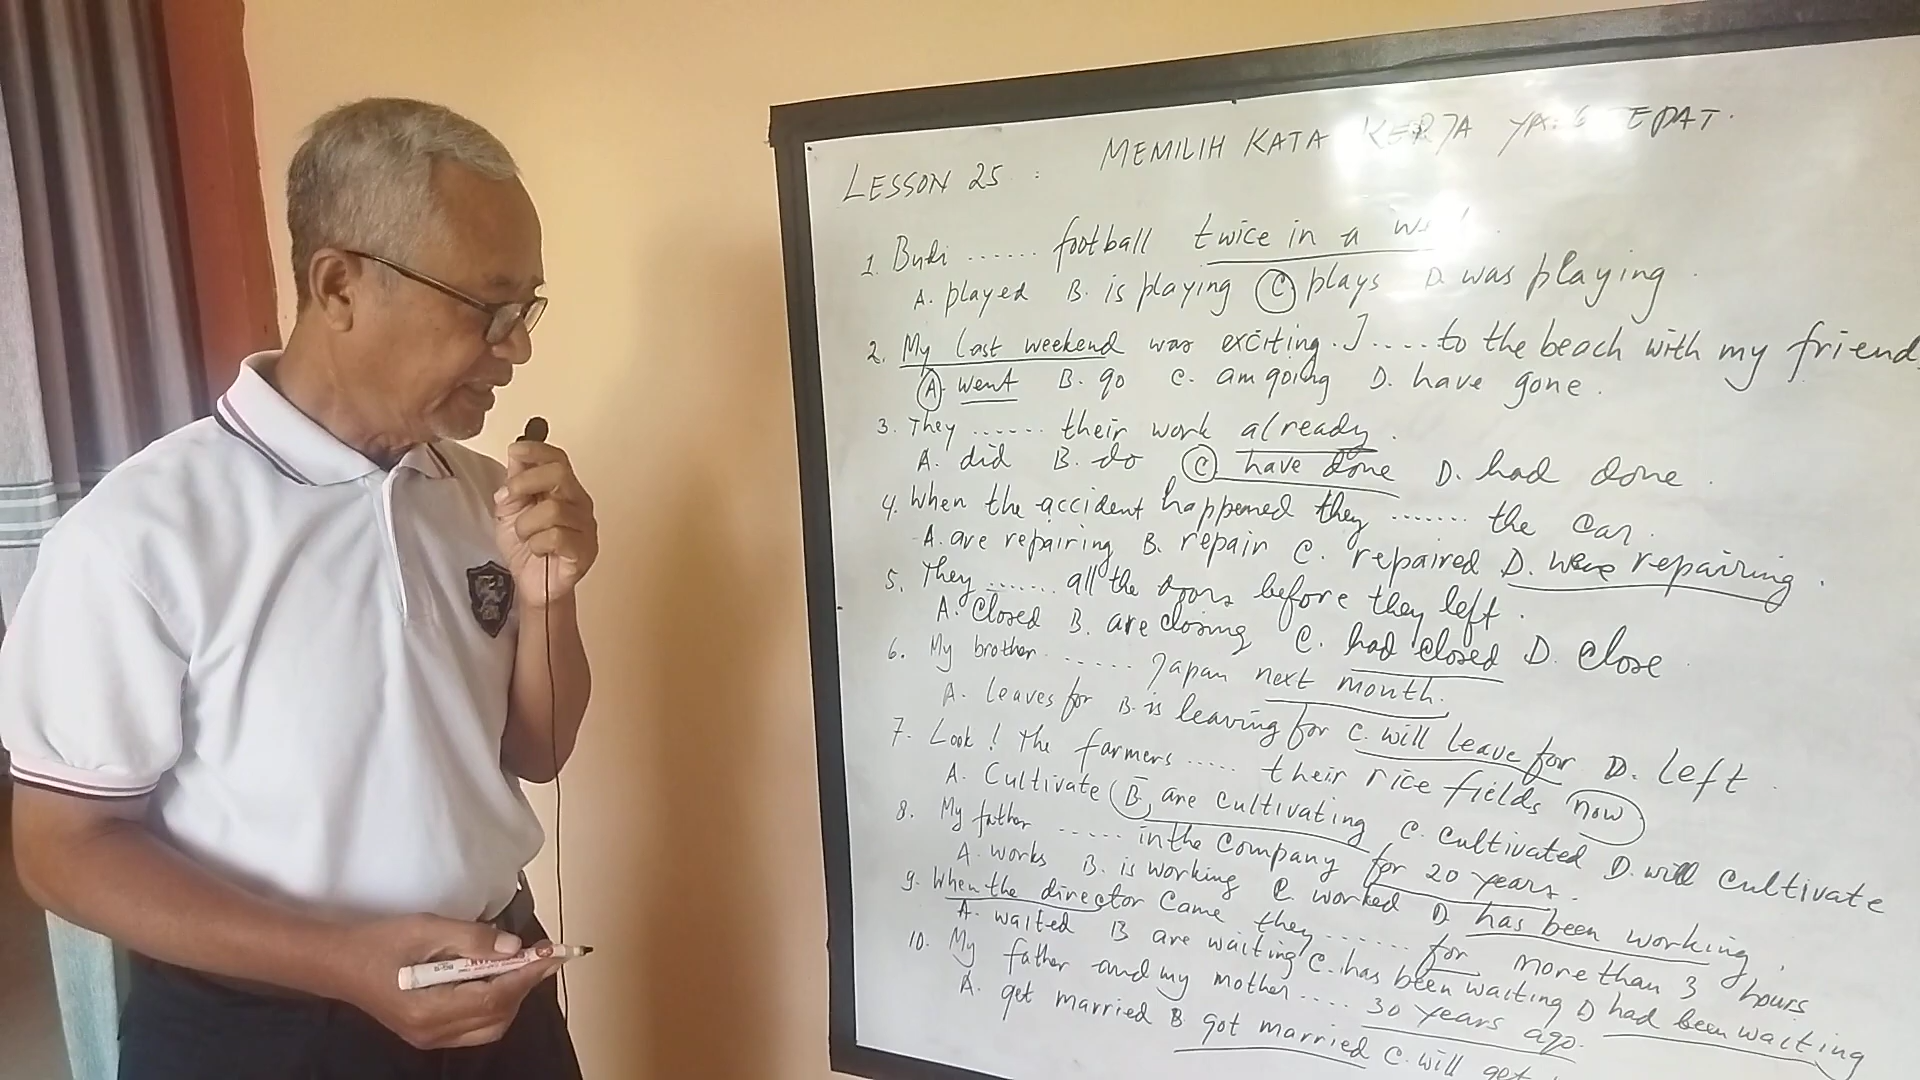 LESSON 25 : MEMILIH KATA KERJA TEPAT.
1. Budi ...... football twice in a
A. played B. is playing C plays D. was playing
2. My last weekend was exciting. I .... to the beach with my friend
A. went B. go C. am going D. have gone.
3. They ...... their work already.
A. did B. do C have done D. had done.
4. When the accident happened they ...... the car.
A. are repairing B. repair C. repaired D. were repairing.
5. They ...... all the doors before they left.
A. Closed B. are closing C. had closed D. Close
6. My brother ...... Japan next month.
A. leaves for B. is leaving for C. will leave for D. left
7. Look! The farmers ..... their rice fields now
A. Cultivate B. are cultivating C. cultivated D. will cultivate
8. My father ..... in the Company for 20 years.
A. works B. is working C. worked D. has been working.
9. When the director came they ...... for more than 3 hours
A. waited B are waiting C. has been waiting D had been waiting
10. My father and my mother .... 30 years ago.
A. get married B. got married C. will get